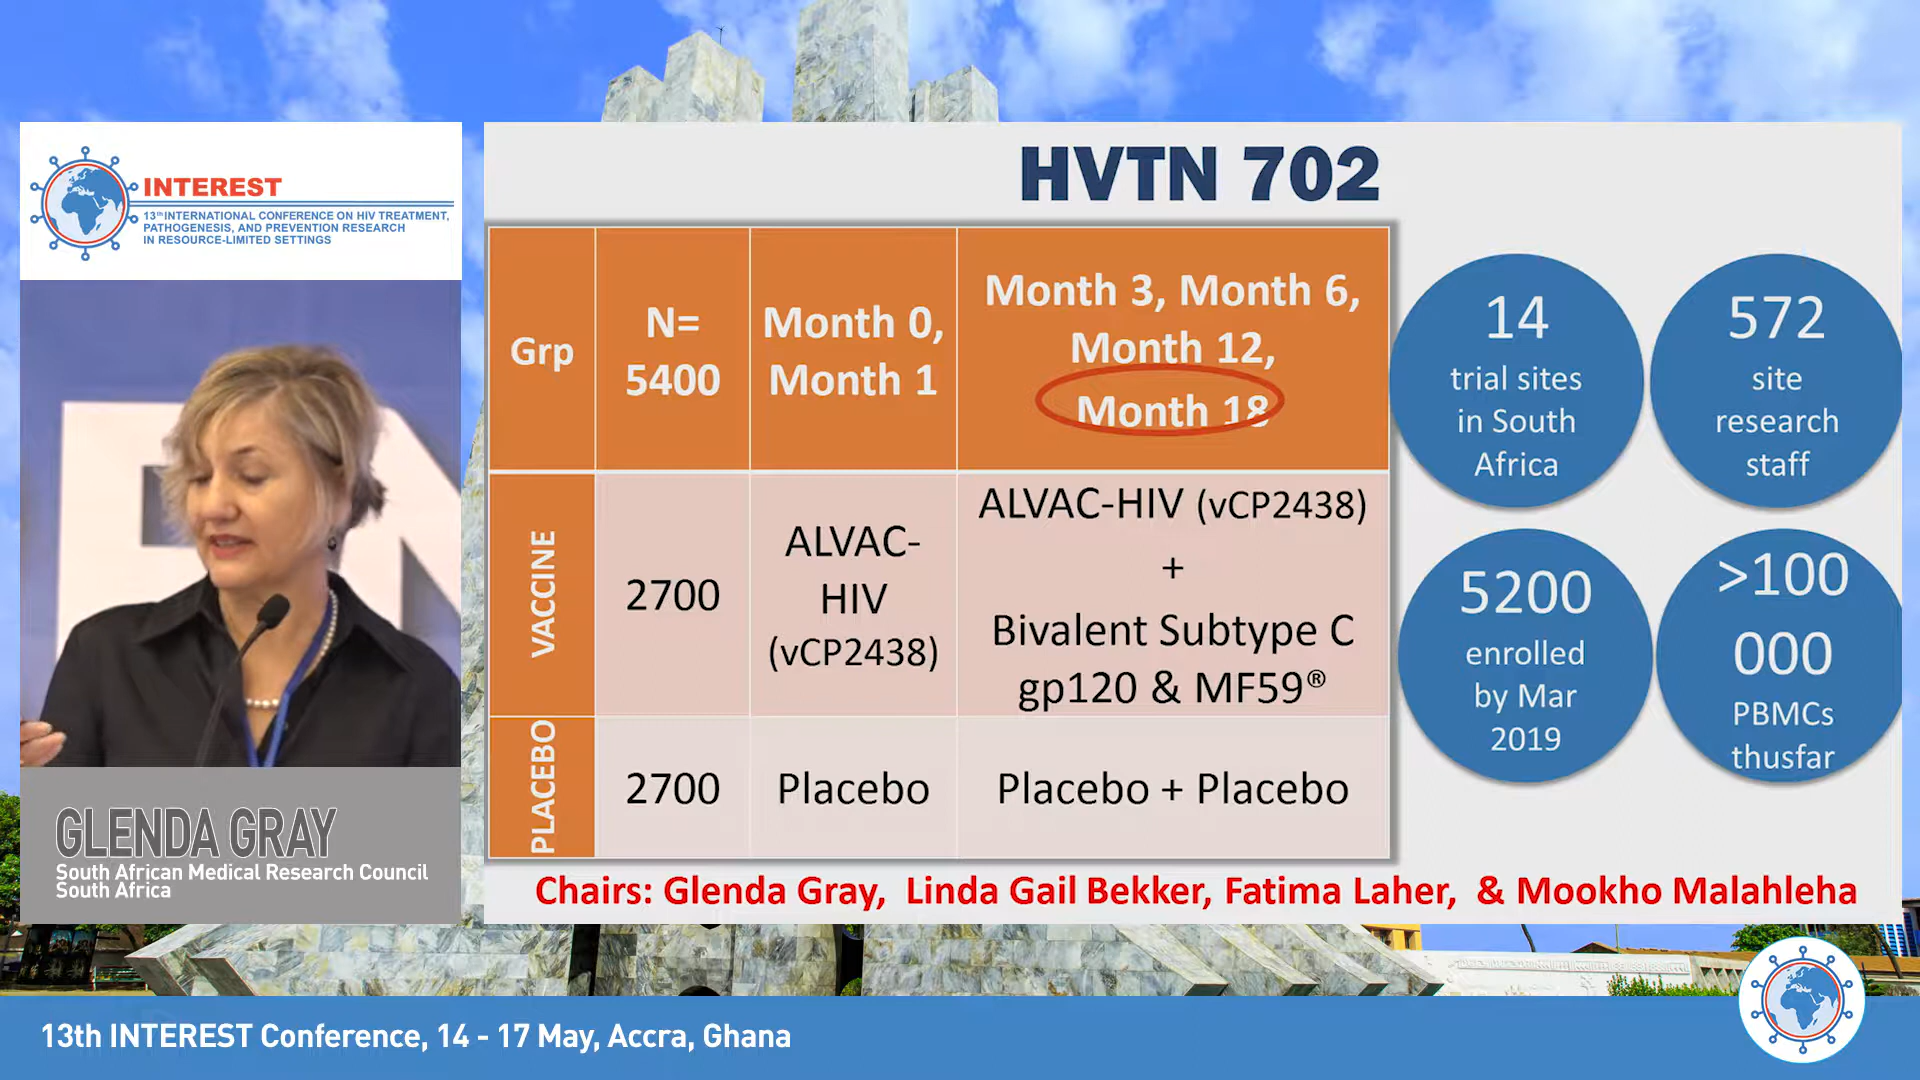 INTEREST
13th INTERNATIONAL CONFERENCE ON HIV TREATMENT,
PATHOGENESIS, AND PREVENTION RESEARCH
IN RESOURCE-LIMITED SETTINGS
GLENDA GRAY
South African Medical Research Council
South Africa
HVTN 702
Grp
N=
5400
Month 0,
Month 1
Month 3, Month 6,
Month 12,
Month 18
VACCINE
2700
ALVAC-
HIV
(vCP2438)
ALVAC-HIV (vCP2438)
+
Bivalent Subtype C
gp120 & MF59®
PLACEBO
2700
Placebo
Placebo + Placebo
14
trial sites
in South
Africa
572
site
research
staff
5200
enrolled
by Mar
2019
>100
000
PBMCs
thusfar
Chairs: Glenda Gray, Linda Gail Bekker, Fatima Laher, & Mookho Malahleha
13th INTEREST Conference, 14 - 17 May, Accra, Ghana